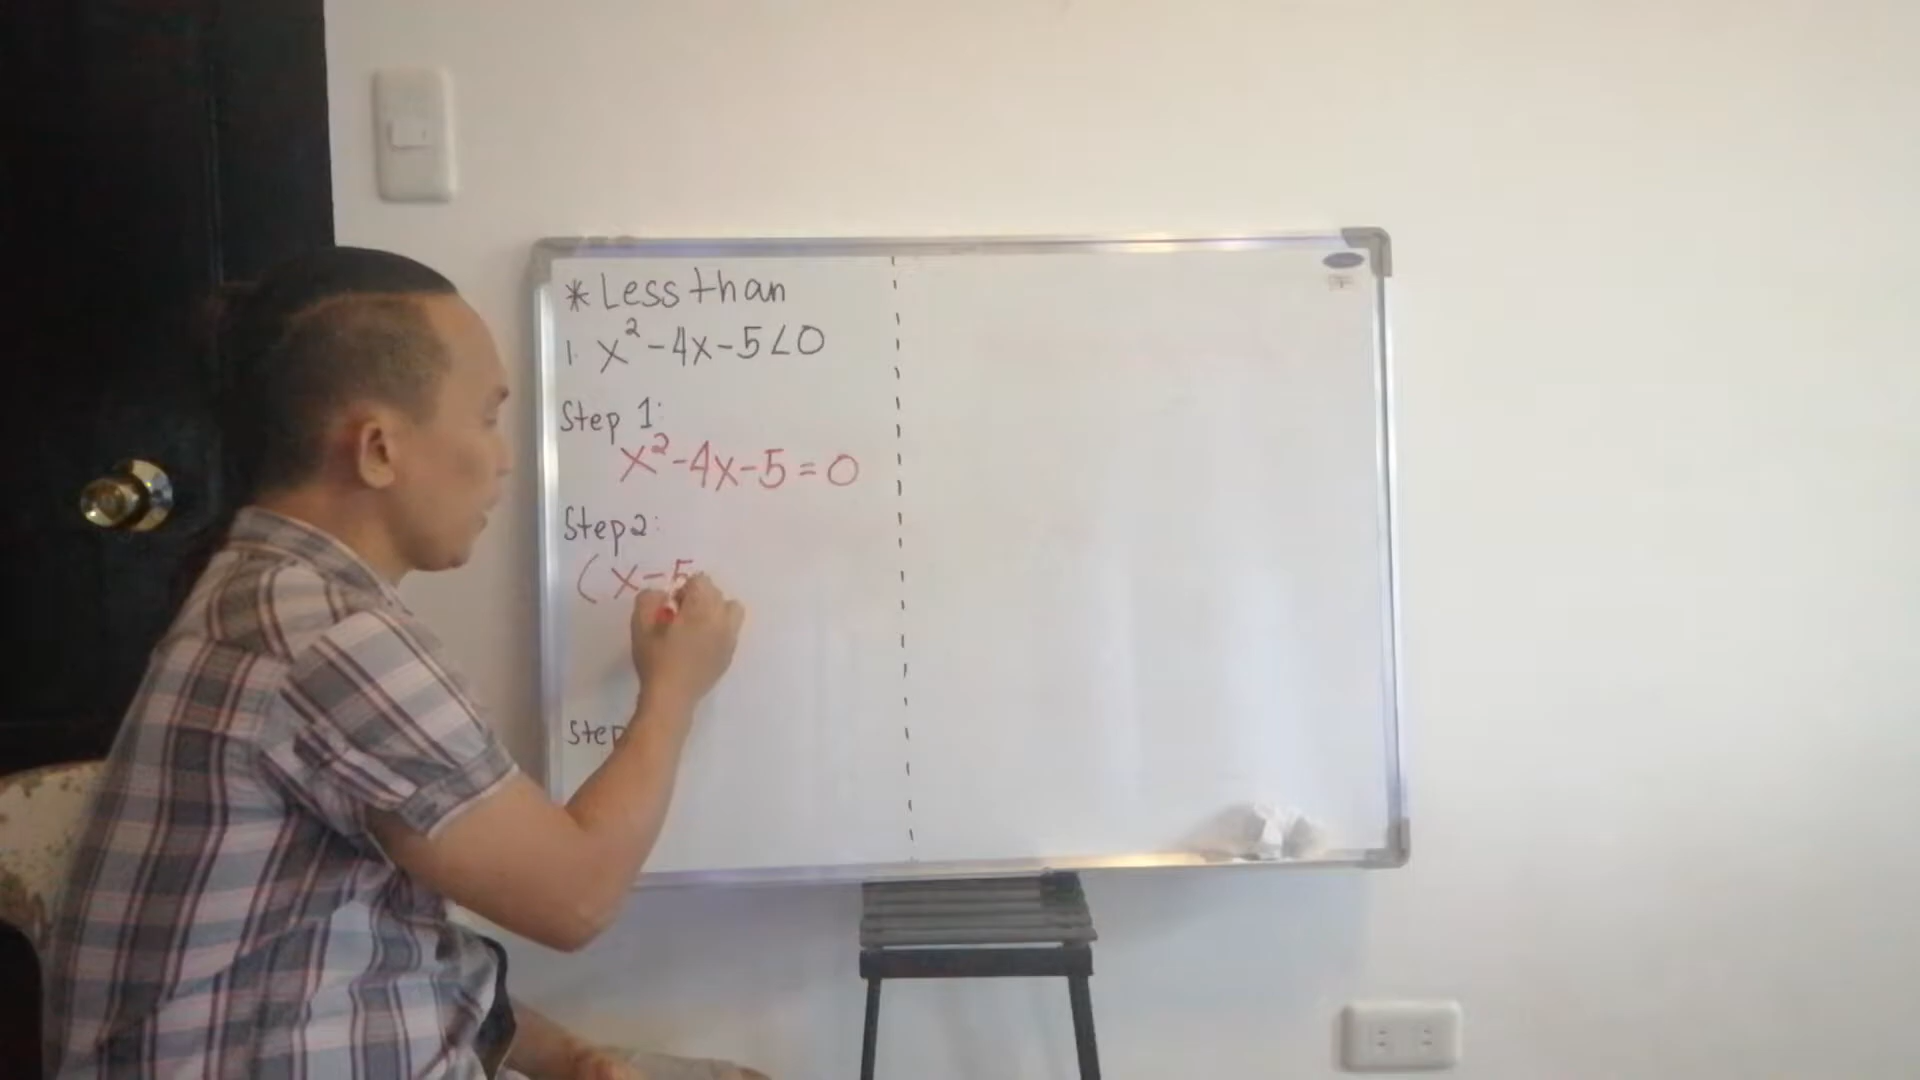 * Less than
1. x² - 4x - 5 < 0
Step 1:
x² - 4x - 5 = 0
Step 2:
(x - 5
Step